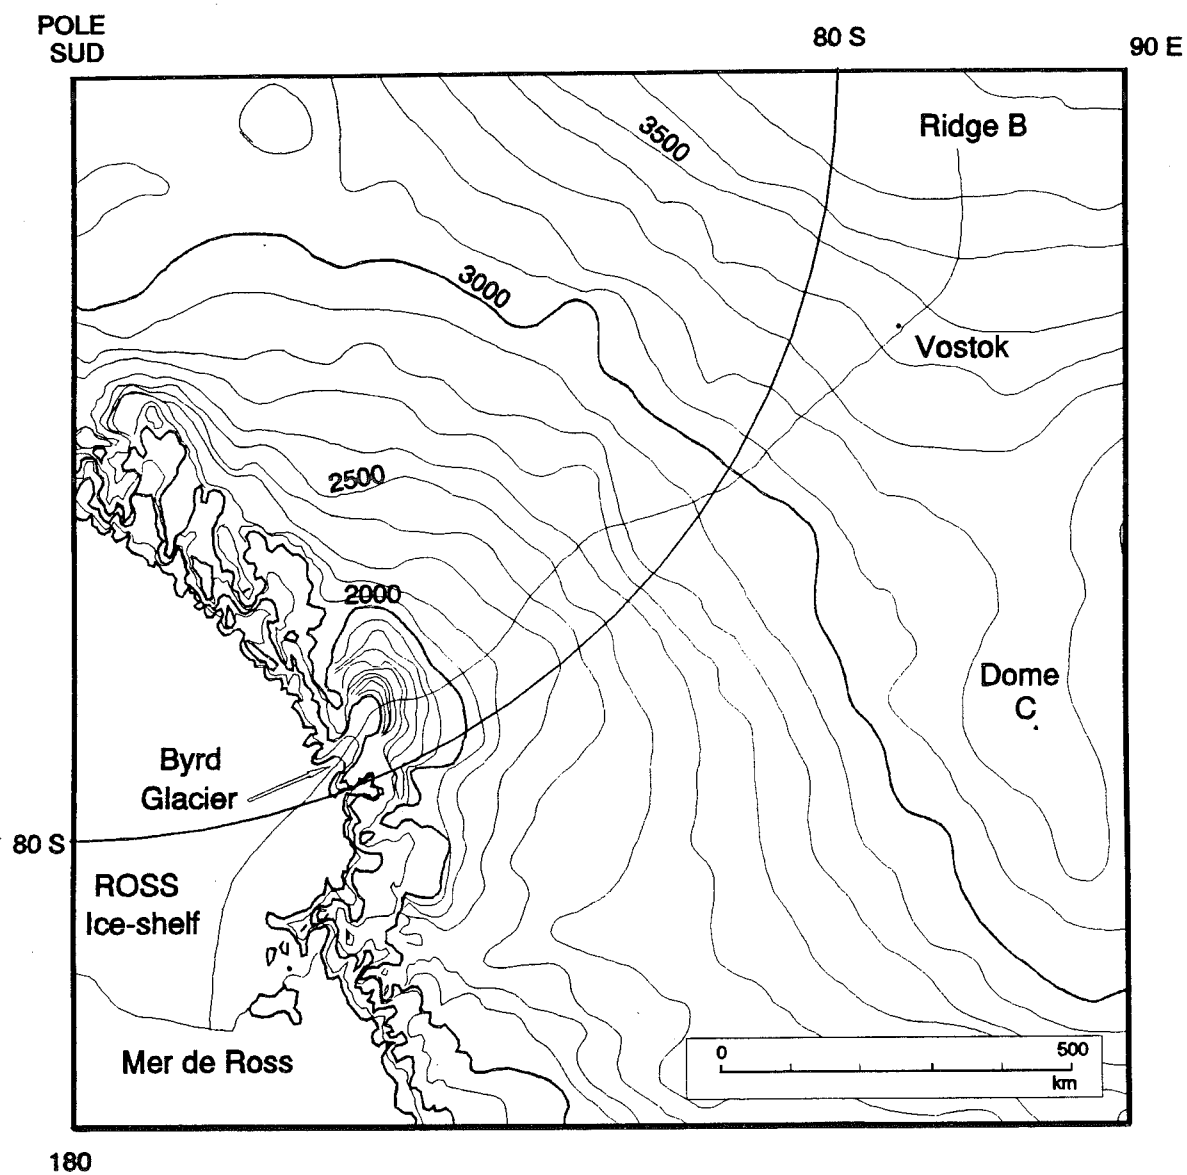 POLE
SUD
80 S
90 E
Ridge B
3500
3000
Vostok
2500
2000
Dome
C
Byrd
Glacier
80 S
ROSS
Ice-shelf
Mer de Ross
0
500
km
180